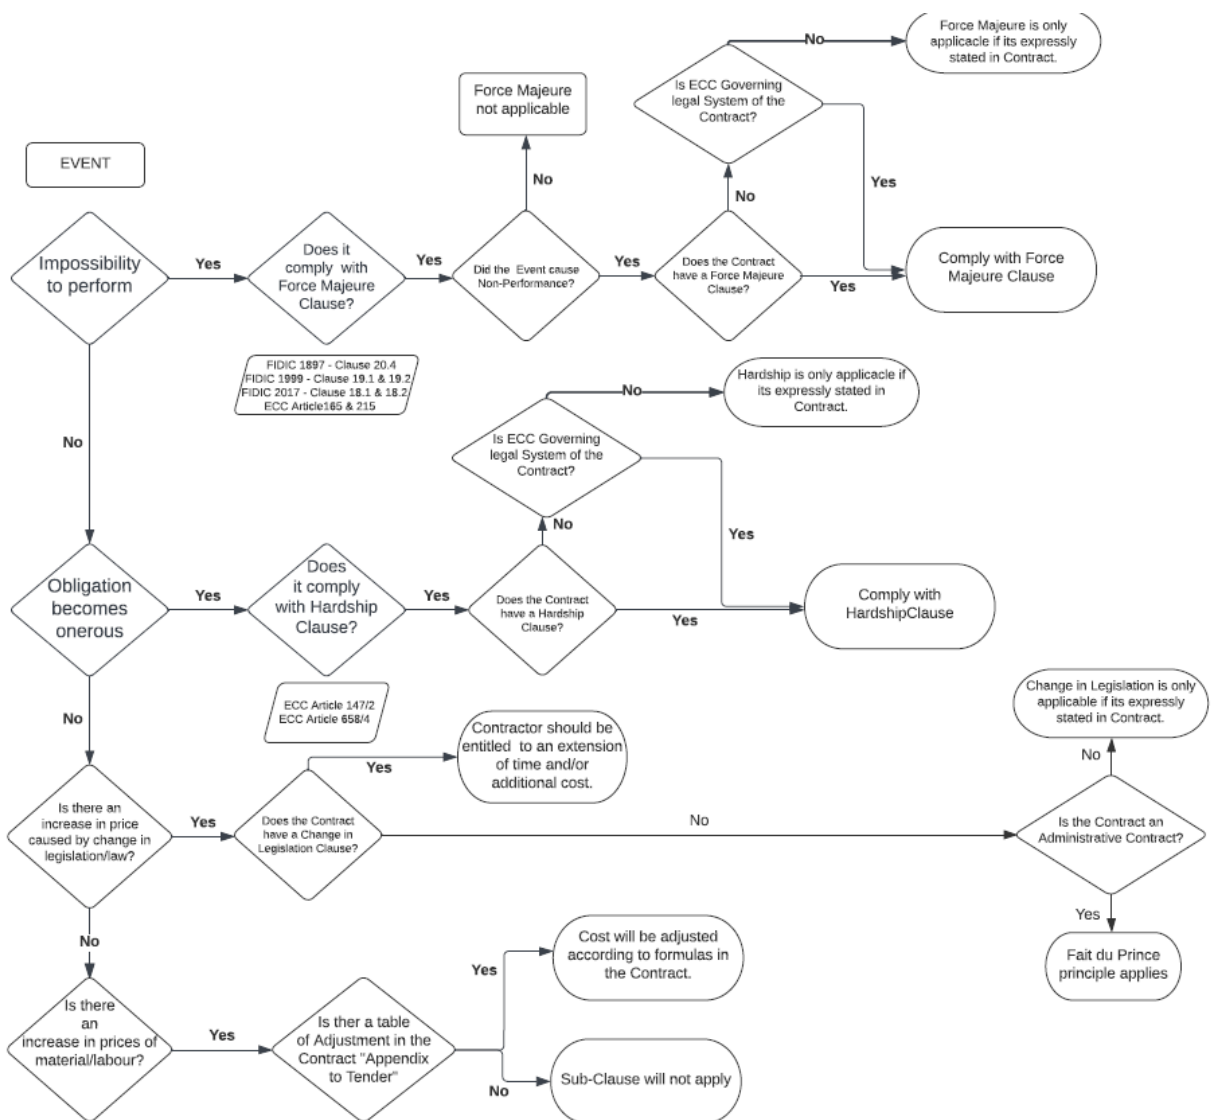 Force Majeure is only
applicacle if its expressly
stated in Contract.
No
Is ECC Governing
legal System of the
Contract?
Force Majeure
not applicable
EVENT
No
Yes
No
Impossibility
to perform
Yes
Does it
comply with
Force Majeure
Clause?
Yes
Did the Event cause
Non-Performance?
Yes
Does the Contract
have a Force Majeure
Clause?
Yes
Comply with Force
Majeure Clause
FIDIC 1897 - Clause 20.4
FIDIC 1999 - Clause 19.1 & 19.2
FIDIC 2017 - Clause 18.1 & 18.2
ECC Article165 & 215
Hardship is only applicacle if
its expressly stated in
Contract.
No
No
Is ECC Governing
legal System of the
Contract?
No
Yes
Obligation
becomes
onerous
Yes
Does
it comply
with Hardship
Clause?
Yes
Does the Contract
have a Hardship
Clause?
Yes
Comply with
HardshipClause
No
ECC Article 147/2
ECC Article 658/4
Change in Legislation is only
applicable if its expressly
stated in Contract.
Contractor should be
entitled to an extension
of time and/or
additional cost.
Yes
No
Is there an
increase in price
caused by change in
legislation/law?
Yes
Does the Contract
have a Change in
Legislation Clause?
No
Is the Contract an
Administrative Contract?
Yes
Fait du Prince
principle applies
No
Cost will be adjusted
according to formulas in
the Contract.
Yes
Is there
an
increase in prices of
material/labour?
Yes
Is ther a table
of Adjustment in the
Contract "Appendix
to Tender"
No
Sub-Clause will not apply